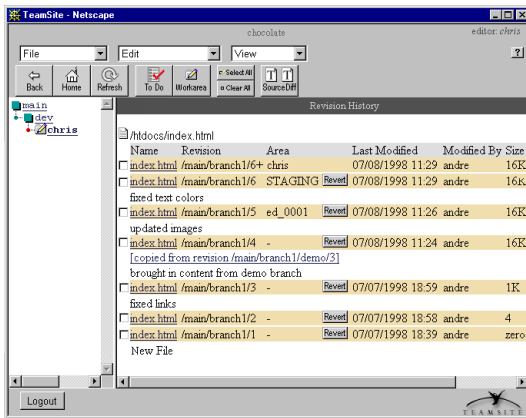 TeamSite - Netscape
chocolate
editor: chris
File Edit View ?
Back Home Refresh To Do Workarea Select All Clear All SourceDiff
main
dev
chris
Revision History
/htdocs/index.html
Name Revision Area Last Modified Modified By Size
index.html /main/branch1/6+ chris 07/08/1998 11:29 andre 16K
index.html /main/branch1/6 STAGING Revert 07/08/1998 11:29 andre 16K
fixed text colors
index.html /main/branch1/5 ed_0001 Revert 07/08/1998 11:26 andre 16K
updated images
index.html /main/branch1/4 - Revert 07/08/1998 11:24 andre 16K
[copied from revision /main/branch1/demo/3]
brought in content from demo branch
index.html /main/branch1/3 - Revert 07/07/1998 18:59 andre 1K
fixed links
index.html /main/branch1/2 - Revert 07/07/1998 18:58 andre 4
index.html /main/branch1/1 - Revert 07/07/1998 18:39 andre zero
New File
Logout
TEAMSITE